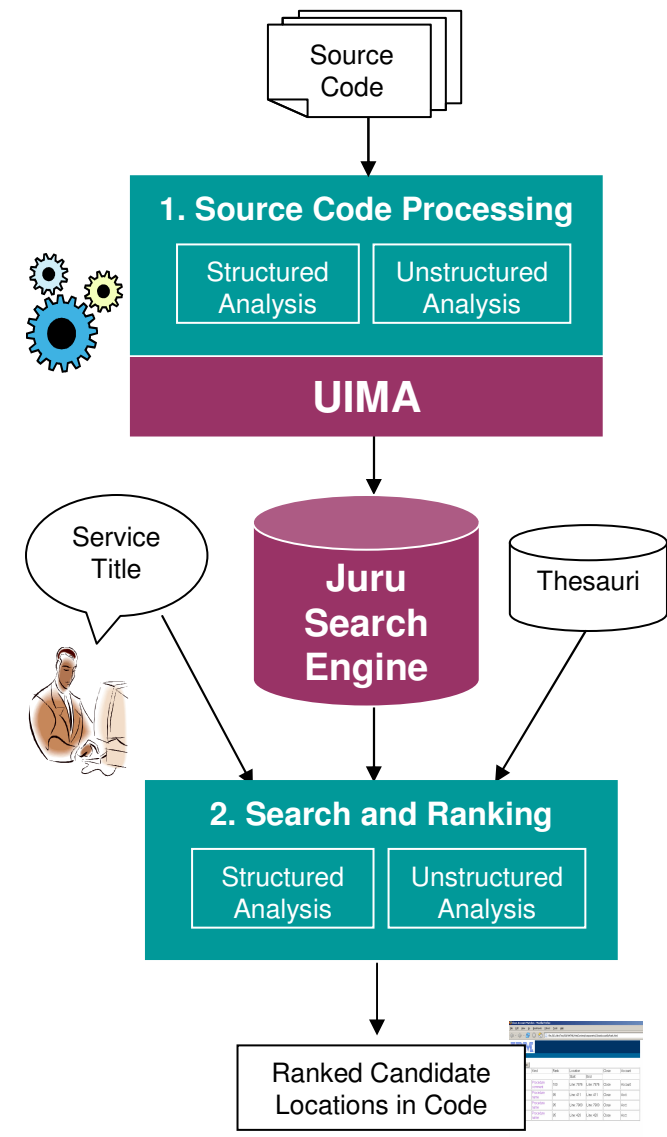 Source
Code
1. Source Code Processing
Structured
Analysis
Unstructured
Analysis
UIMA
Service
Title
Juru
Search
Engine
Thesauri
2. Search and Ranking
Structured
Analysis
Unstructured
Analysis
Ranked Candidate
Locations in Code